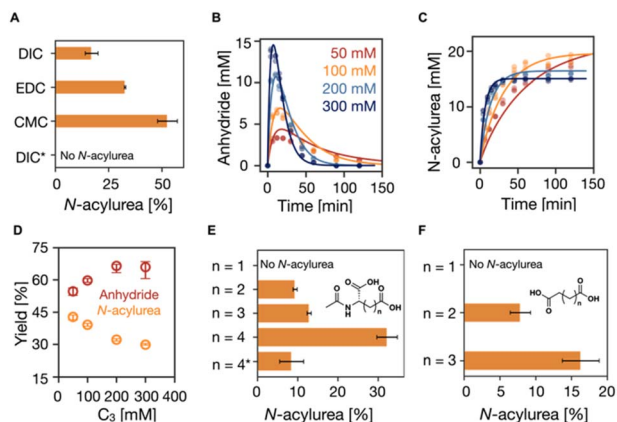 A
DIC
EDC
CMC
DIC*
No N-acylurea
0 25 50
N-acylurea [%]
B
15
10
5
0
Anhydride [mM]
50 mM
100 mM
200 mM
300 mM
0 50 100 150
Time [min]
C
20
10
0
N-acylurea [mM]
0 50 100 150
Time [min]
D
75
60
45
30
15
Yield [%]
Anhydride
N-acylurea
0 100 200 300 400
C3 [mM]
E
n = 1
n = 2
n = 3
n = 4
n = 4*
No N-acylurea
O
OH
O
N
H
n
O
OH
0 10 20 30
N-acylurea [%]
F
n = 1
n = 2
n = 3
No N-acylurea
O
HO
n
O
OH
0 5 10 15 20
N-acylurea [%]